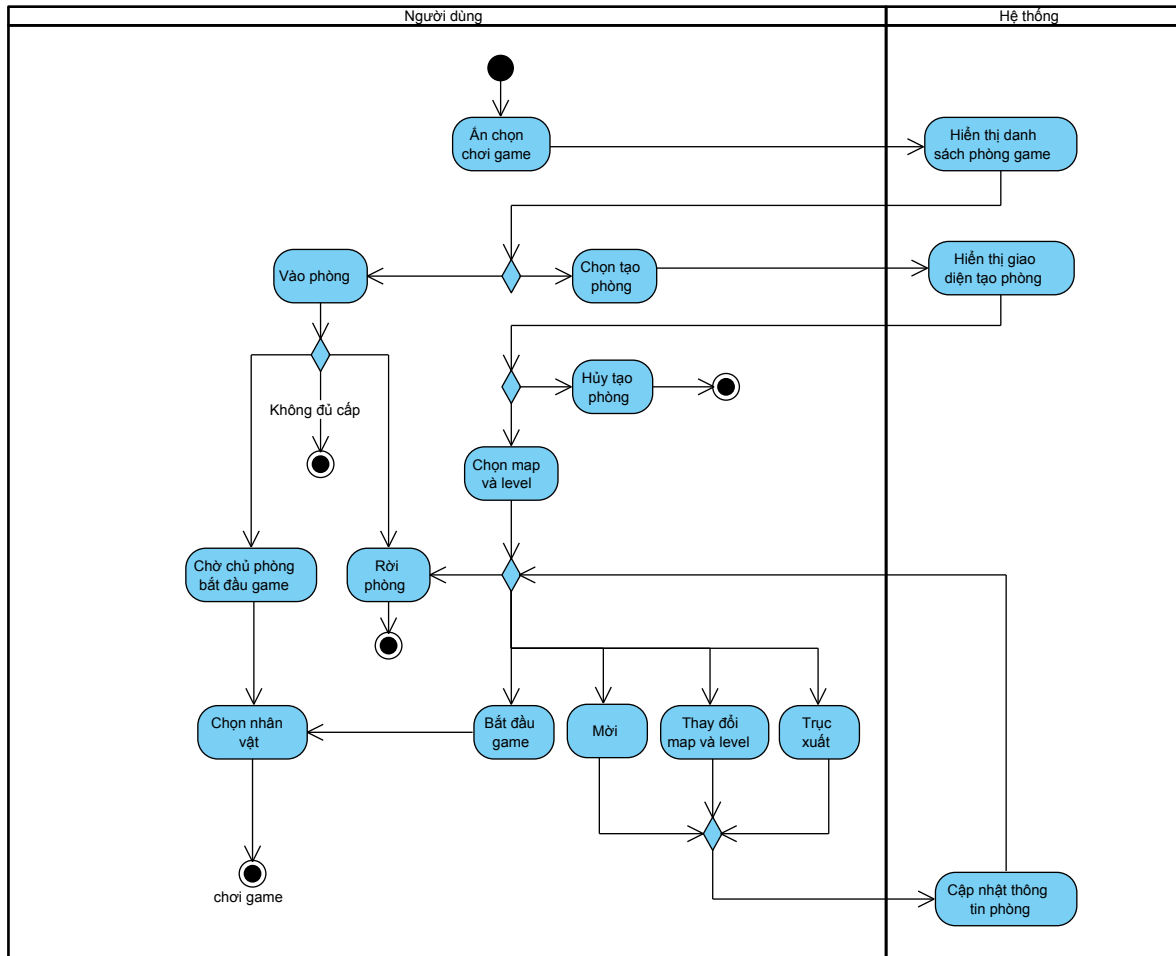 Người dùng
Hệ thống
Ấn chọn
chơi game
Hiển thị danh
sách phòng game
Vào phòng
Chọn tạo
phòng
Hiển thị giao
diện tạo phòng
Hủy tạo
phòng
Không đủ cấp
Chọn map
và level
Chờ chủ phòng
bắt đầu game
Rời
phòng
Chọn nhân
vật
Bắt đầu
game
Mời
Thay đổi
map và level
Trục
xuất
chơi game
Cập nhật thông
tin phòng